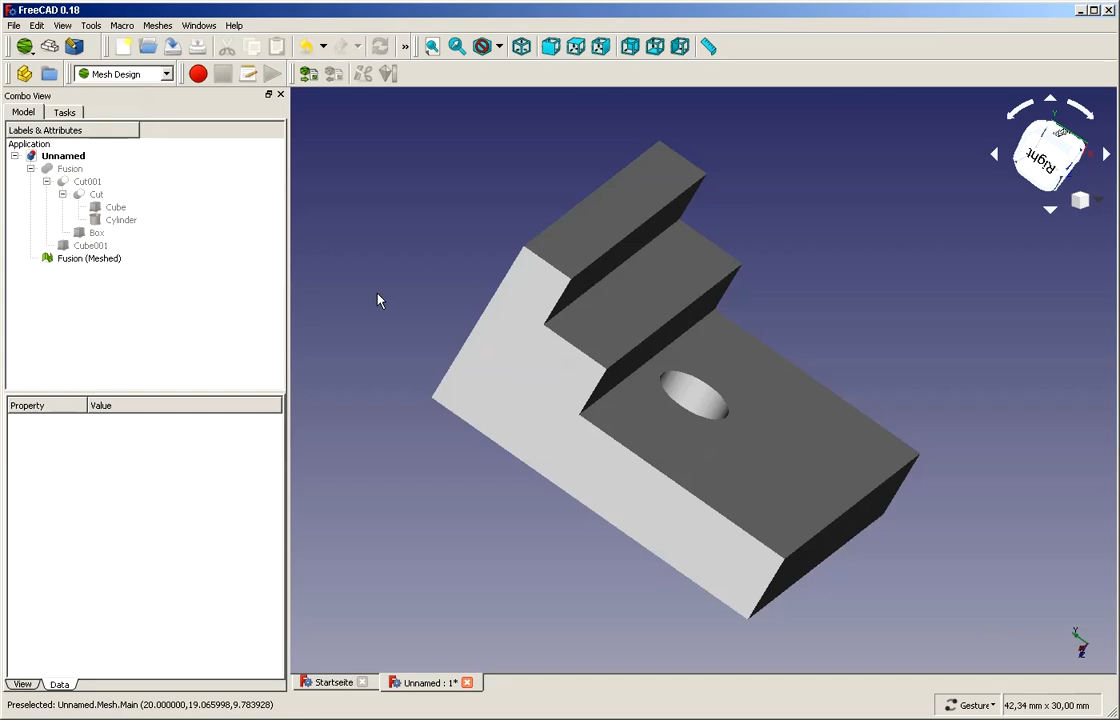 FreeCAD 0.18
File Edit View Tools Macro Meshes Windows Help
»
Mesh Design
Combo View
Model Tasks
Labels & Attributes
Application
Unnamed
Fusion
Cut001
Cut
Cube
Cylinder
Box
Cube001
Fusion (Meshed)
Property Value
View Data
Y
Right
Startseite
Unnamed : 1*
Preselected: Unnamed.Mesh.Main (20.000000,19.065998,9.783928)
Gesture
42,34 mm x 30,00 mm